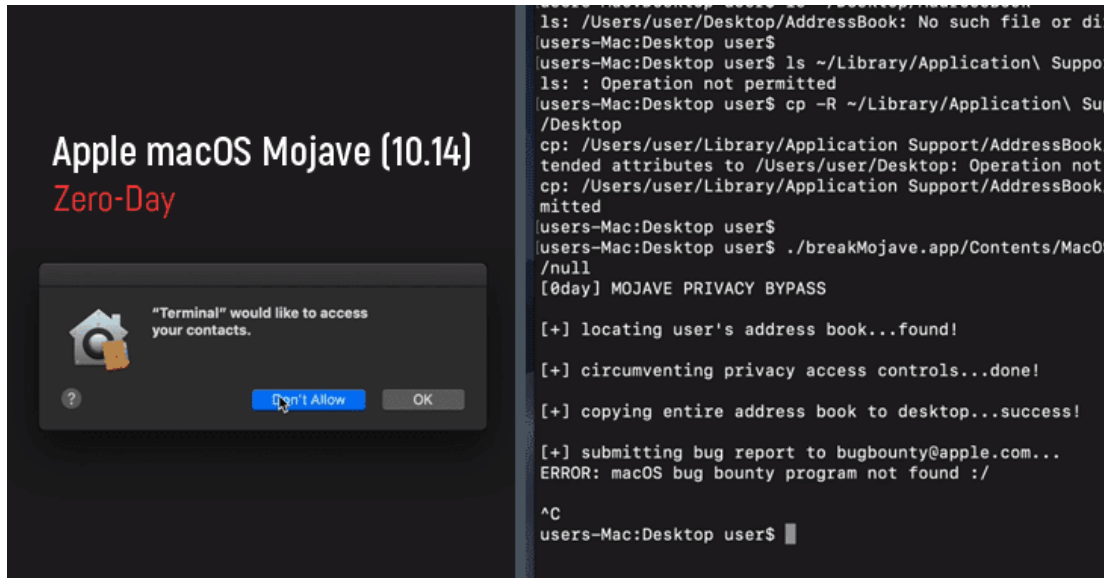 Apple macOS Mojave (10.14)
Zero-Day
“Terminal” would like to access
your contacts.
?
Don't Allow
OK
ls: /Users/user/Desktop/AddressBook: No such file or di
[users-Mac:Desktop user$
[users-Mac:Desktop user$ ls ~/Library/Application\ Suppo
ls: : Operation not permitted
[users-Mac:Desktop user$ cp -R ~/Library/Application\ Su
/Desktop
cp: /Users/user/Library/Application Support/AddressBook
tended attributes to /Users/user/Desktop: Operation not
cp: /Users/user/Library/Application Support/AddressBook
mitted
[users-Mac:Desktop user$
[users-Mac:Desktop user$ ./breakMojave.app/Contents/MacOS
/null
[0day] MOJAVE PRIVACY BYPASS
[+] locating user's address book...found!
[+] circumventing privacy access controls...done!
[+] copying entire address book to desktop...success!
[+] submitting bug report to bugbounty@apple.com...
ERROR: macOS bug bounty program not found :/
^C
users-Mac:Desktop user$